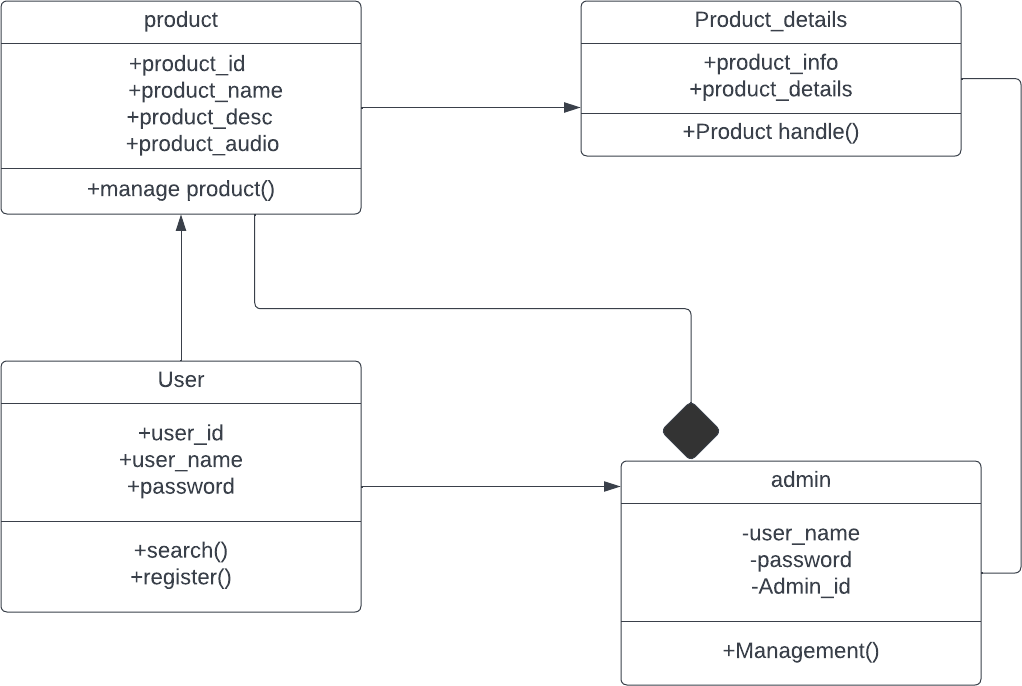 product
+product_id
+product_name
+product_desc
+product_audio
+manage product()
Product_details
+product_info
+product_details
+Product handle()
User
+user_id
+user_name
+password
+search()
+register()
admin
-user_name
-password
-Admin_id
+Management()